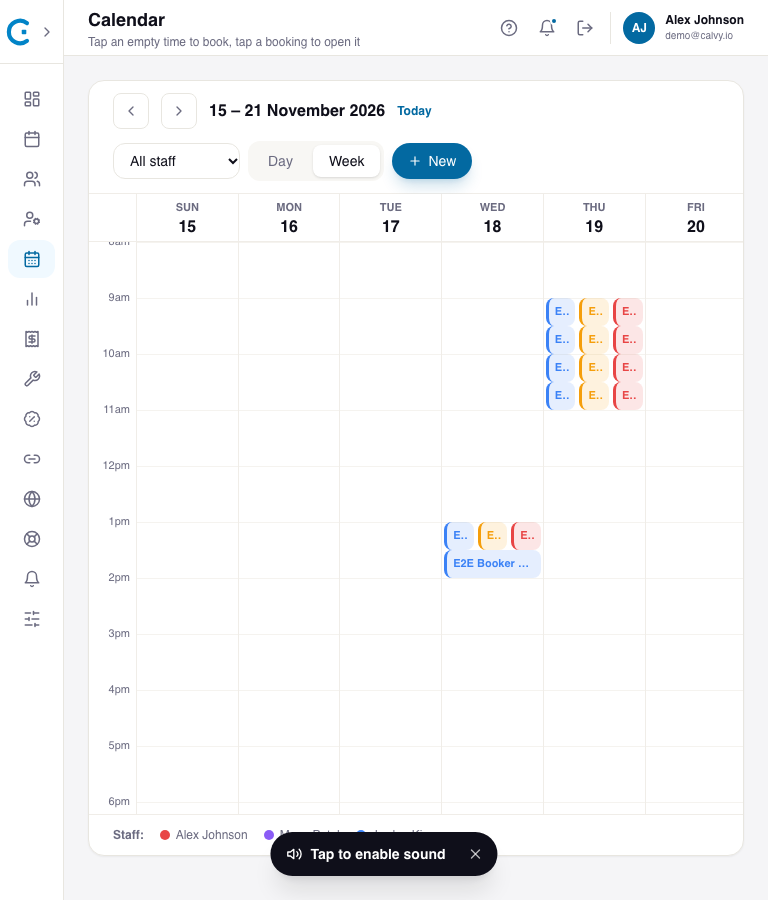 Calendar
Tap an empty time to book, tap a booking to open it
AJ
Alex Johnson
demo@calvy.io
15 – 21 November 2026
Today
All staff
Day
Week
New
SUN
15
MON
16
TUE
17
WED
18
THU
19
FRI
20
9am
E.. E.. E..
E.. E.. E..
10am
E.. E.. E..
E.. E.. E..
11am
12pm
1pm
E.. E.. E..
E2E Booker ...
2pm
3pm
4pm
5pm
6pm
Staff:
Alex Johnson
Tap to enable sound